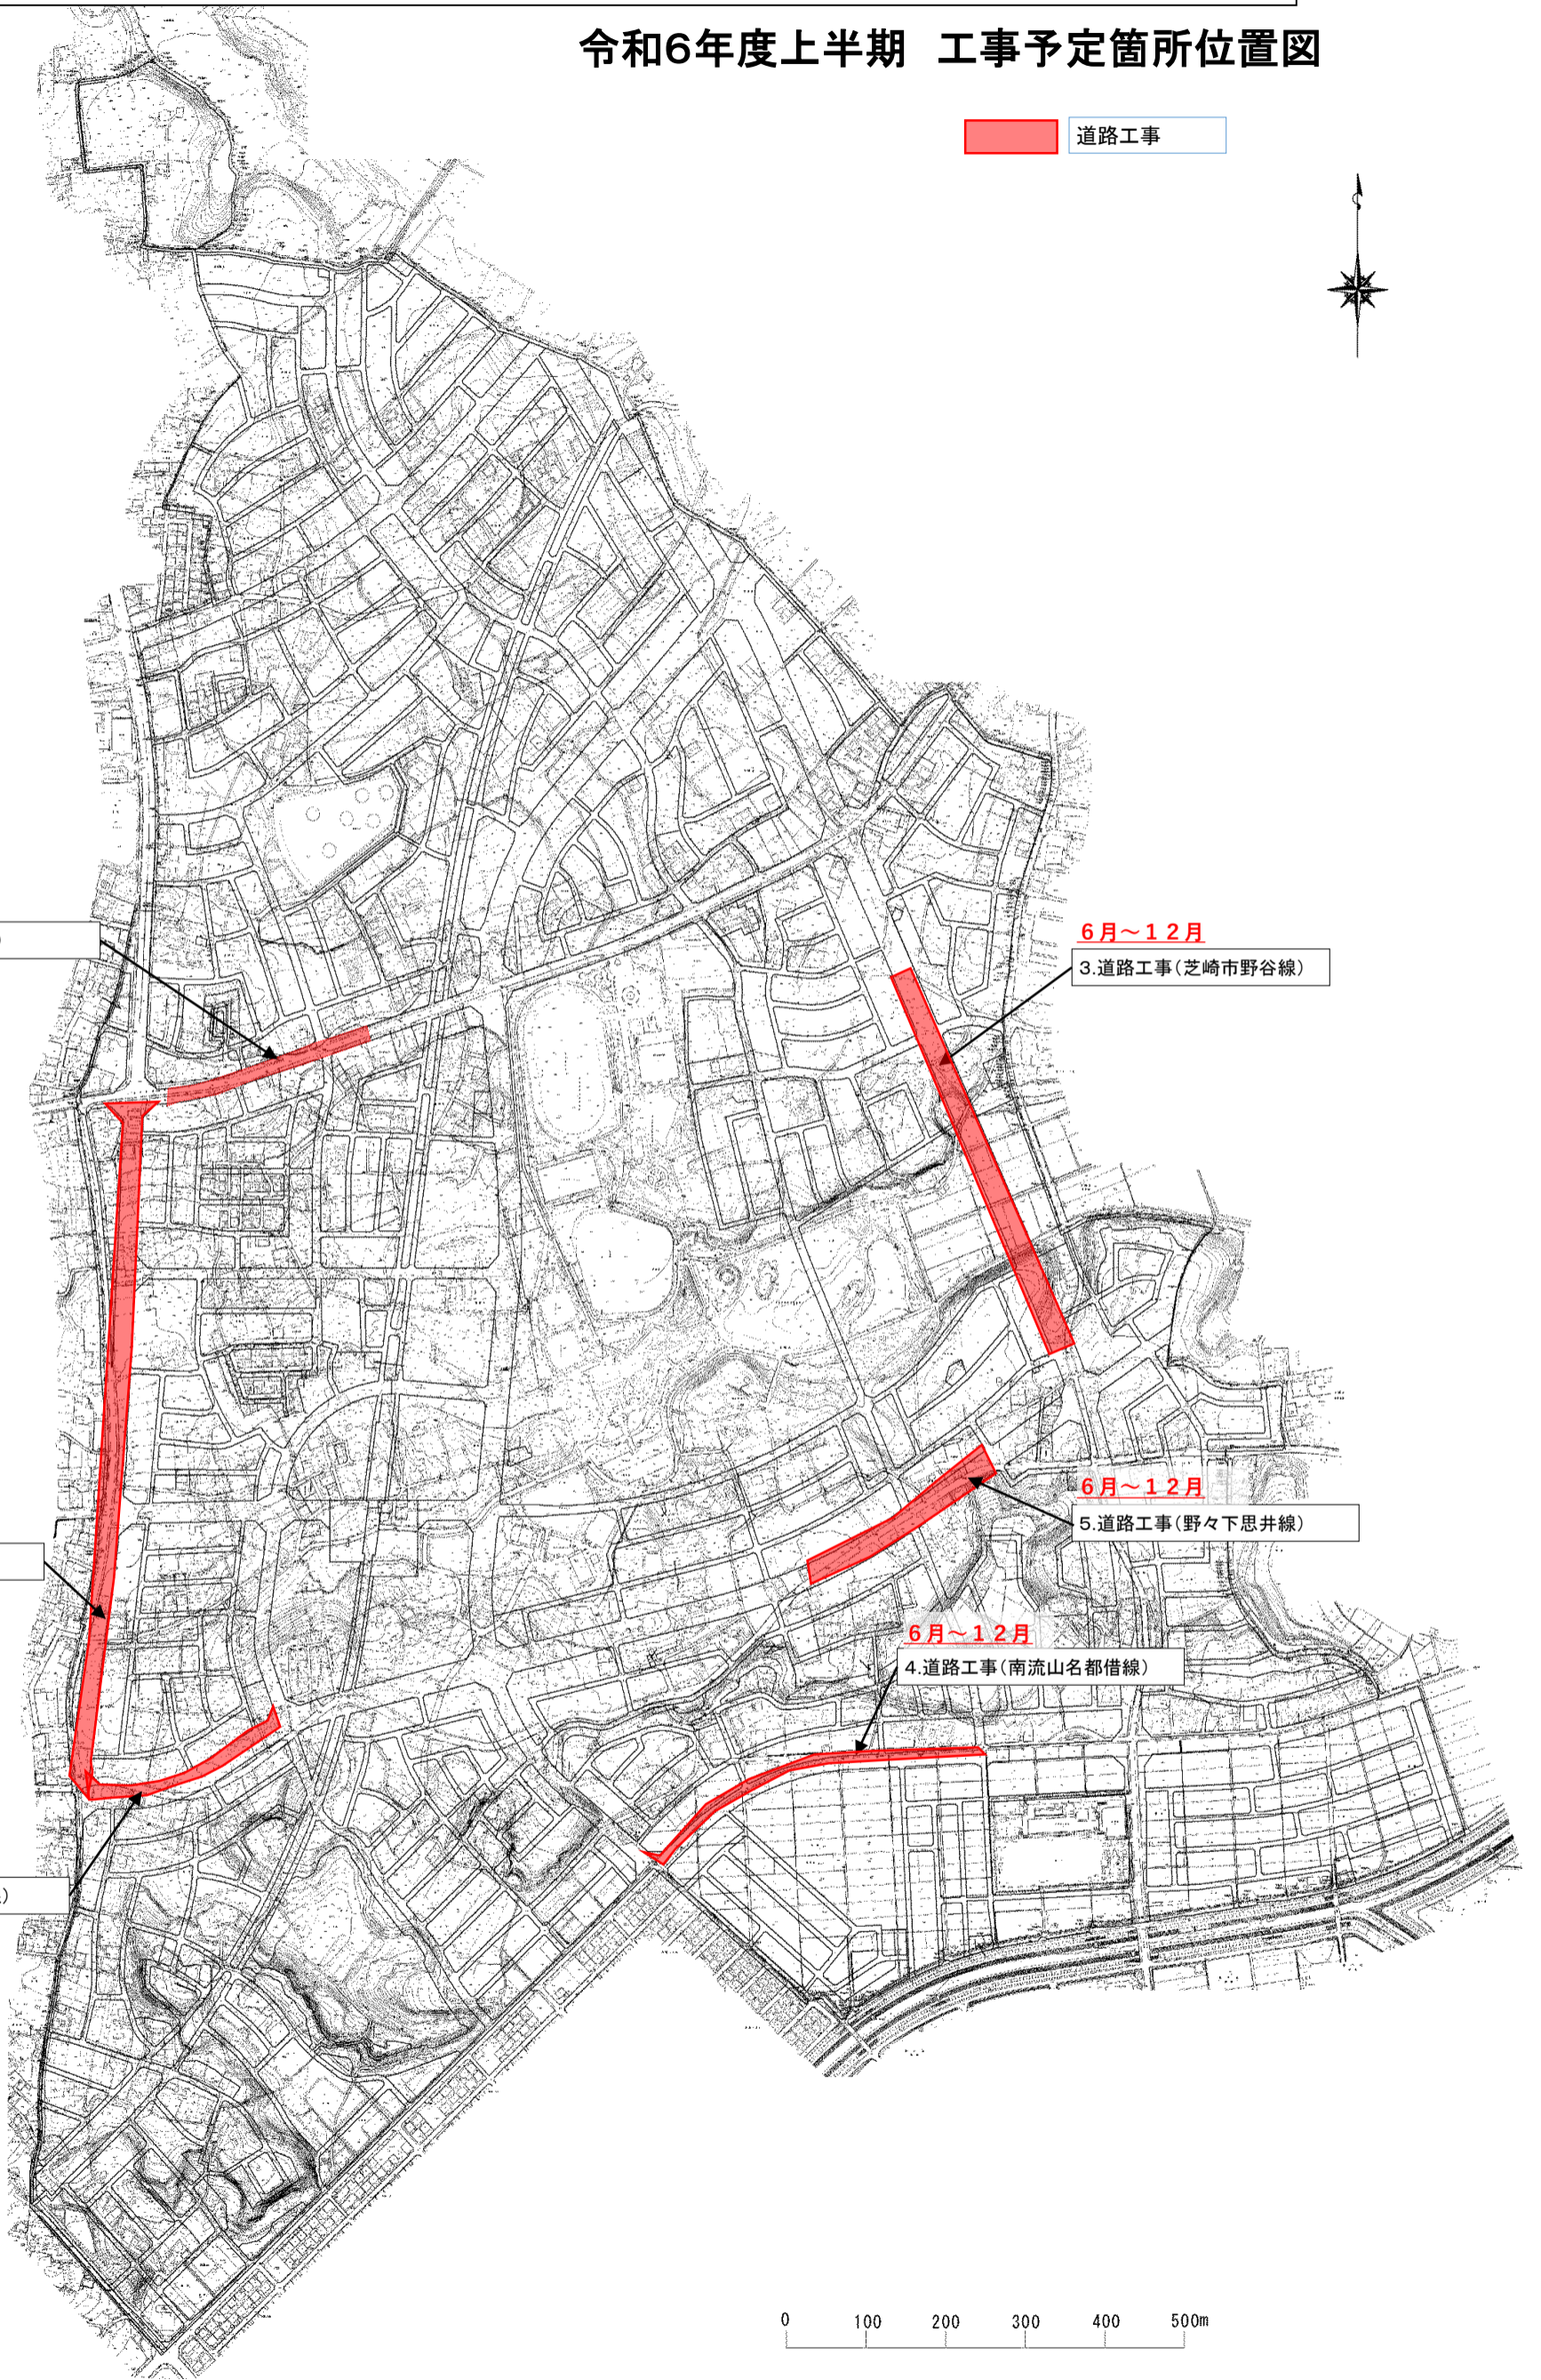 令和6年度上半期　工事予定箇所位置図
道路工事
6月～12月
3.道路工事(芝崎市野谷線)
6月～12月
5.道路工事(野々下思井線)
6月～12月
4.道路工事(南流山名都借線)
)
)
0 100 200 300 400 500m